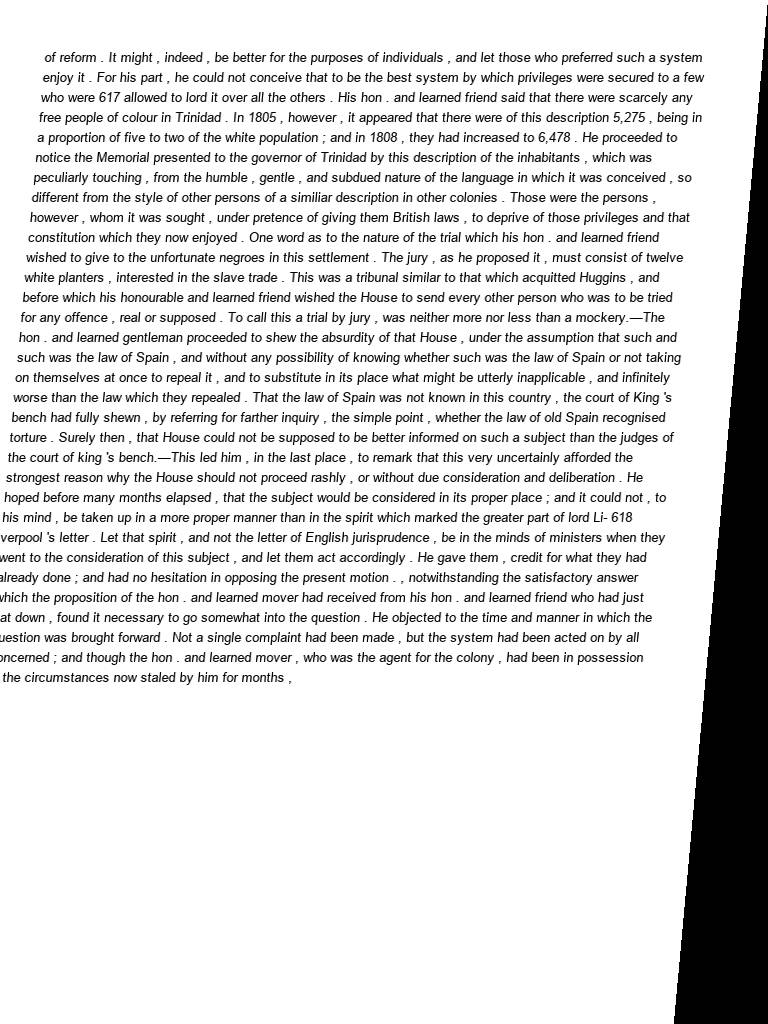 of reform . It might , indeed , be better for the purposes of individuals , and let those who preferred such a system
enjoy it . For his part , he could not conceive that to be the best system by which privileges were secured to a few
who were 617 allowed to lord it over all the others . His hon . and learned friend said that there were scarcely any
free people of colour in Trinidad . In 1805 , however , it appeared that there were of this description 5,275 , being in
a proportion of five to two of the white population ; and in 1808 , they had increased to 6,478 . He proceeded to
notice the Memorial presented to the governor of Trinidad by this description of the inhabitants , which was
peculiarly touching , from the humble , gentle , and subdued nature of the language in which it was conceived , so
different from the style of other persons of a similiar description in other colonies . Those were the persons ,
however , whom it was sought , under pretence of giving them British laws , to deprive of those privileges and that
constitution which they now enjoyed . One word as to the nature of the trial which his hon . and learned friend
wished to give to the unfortunate negroes in this settlement . The jury , as he proposed it , must consist of twelve
white planters , interested in the slave trade . This was a tribunal similar to that which acquitted Huggins , and
before which his honourable and learned friend wished the House to send every other person who was to be tried
for any offence , real or supposed . To call this a trial by jury , was neither more nor less than a mockery.—The
hon . and learned gentleman proceeded to shew the absurdity of that House , under the assumption that such and
such was the law of Spain , and without any possibility of knowing whether such was the law of Spain or not taking
on themselves at once to repeal it , and to substitute in its place what might be utterly inapplicable , and infinitely
worse than the law which they repealed . That the law of Spain was not known in this country , the court of King 's
bench had fully shewn , by referring for farther inquiry , the simple point , whether the law of old Spain recognised
torture . Surely then , that House could not be supposed to be better informed on such a subject than the judges of
the court of king 's bench.—This led him , in the last place , to remark that this very uncertainly afforded the
strongest reason why the House should not proceed rashly , or without due consideration and deliberation . He
hoped before many months elapsed , that the subject would be considered in its proper place ; and it could not , to
his mind , be taken up in a more proper manner than in the spirit which marked the greater part of lord Li- 618
verpool 's letter . Let that spirit , and not the letter of English jurisprudence , be in the minds of ministers when they
went to the consideration of this subject , and let them act accordingly . He gave them , credit for what they had
already done ; and had no hesitation in opposing the present motion . , notwithstanding the satisfactory answer
which the proposition of the hon . and learned mover had received from his hon . and learned friend who had just
at down , found it necessary to go somewhat into the question . He objected to the time and manner in which the
uestion was brought forward . Not a single complaint had been made , but the system had been acted on by all
oncerned ; and though the hon . and learned mover , who was the agent for the colony , had been in possession
the circumstances now staled by him for months ,